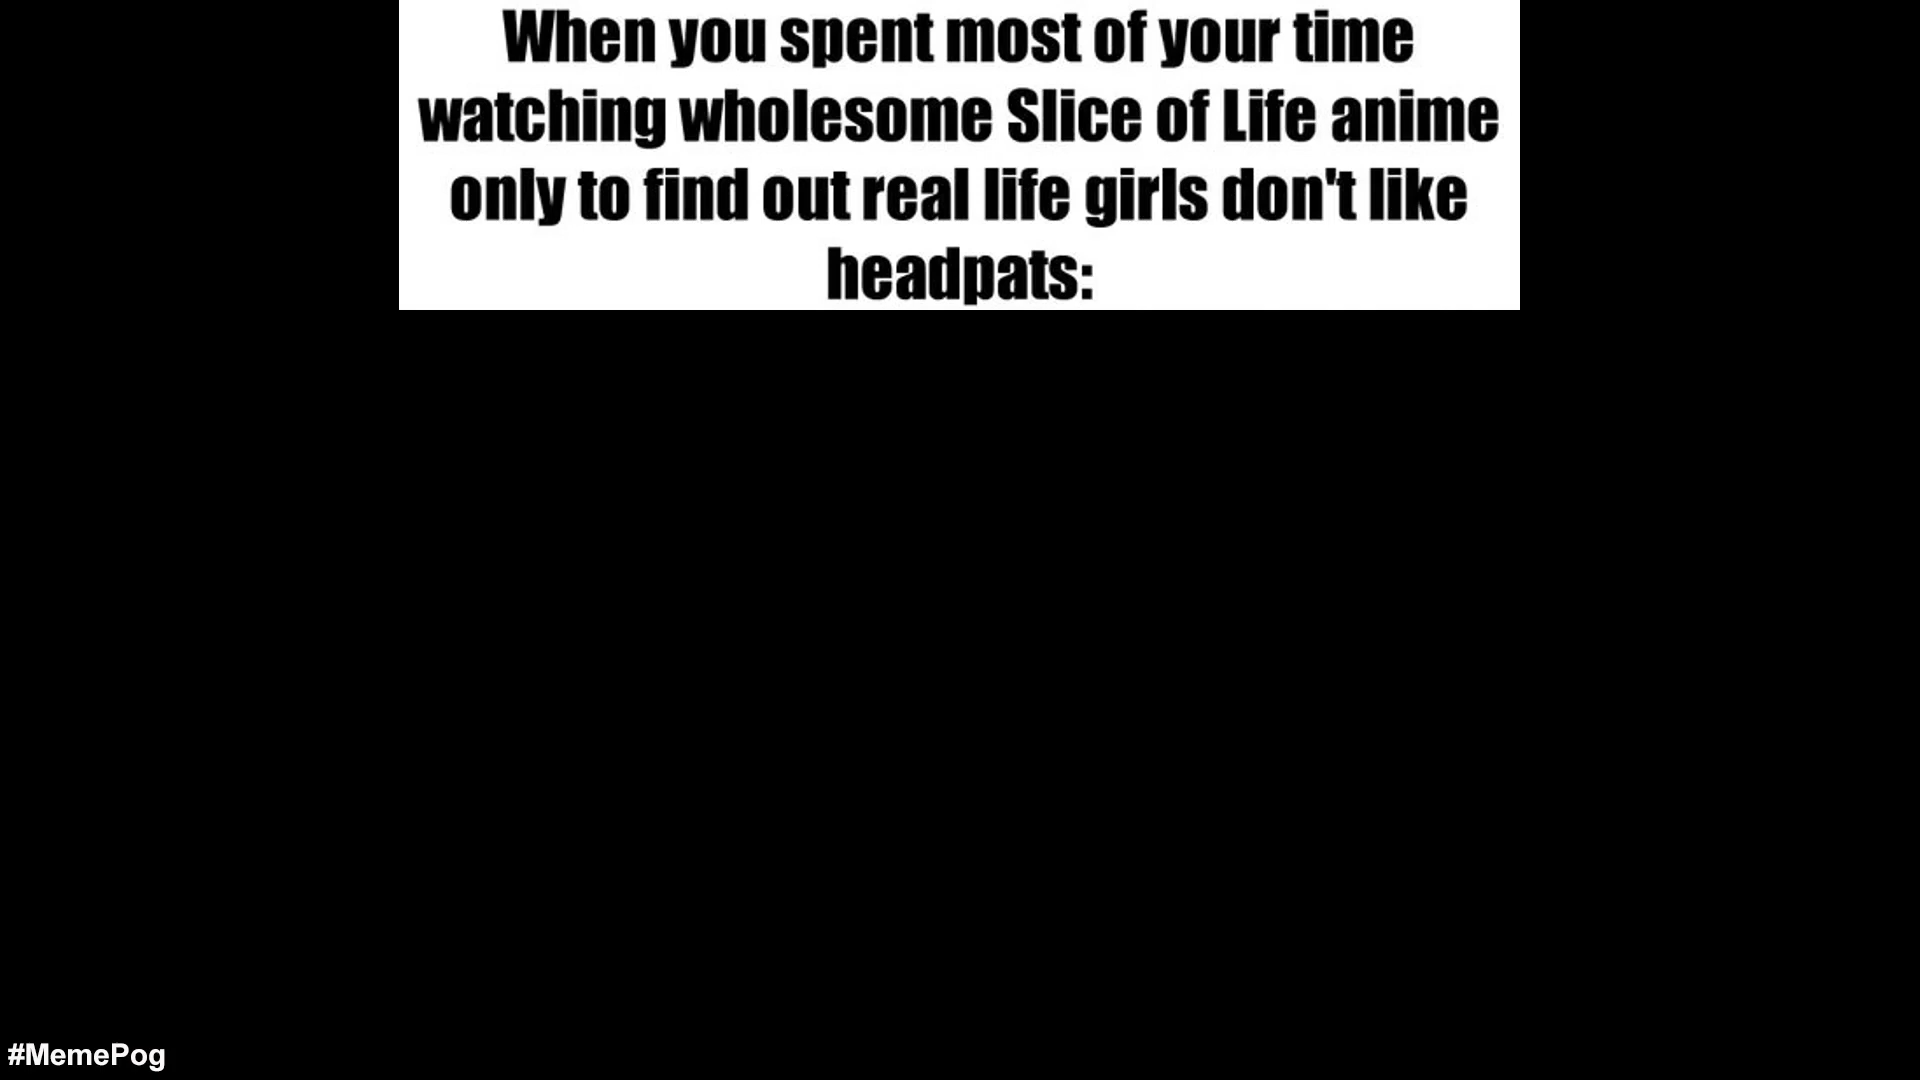 When you spent most of your time
watching wholesome Slice of Life anime
only to find out real life girls don't like
headpats:
#MemePog